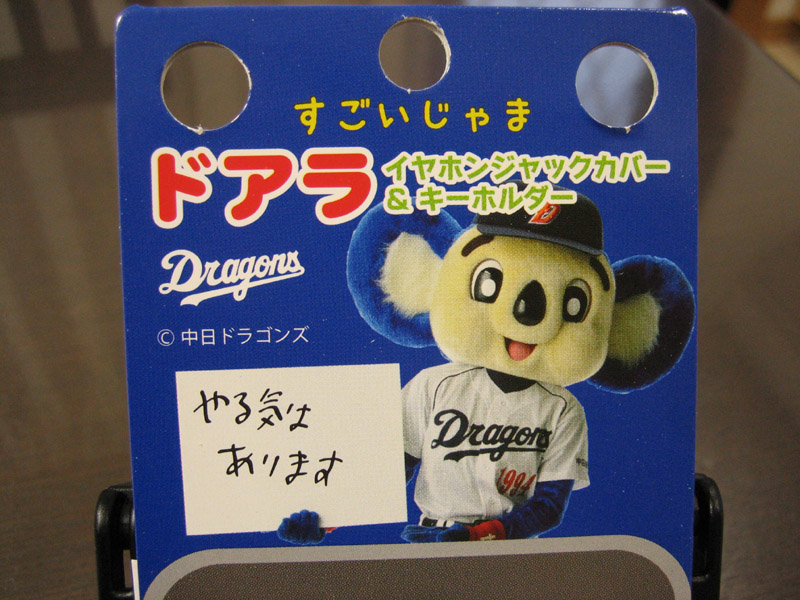 すごいじゃま
ドアラ
イヤホンジャックカバー
& キーホルダー
D
Dragons
© 中日ドラゴンズ
やる気は
あります
Dragons
1994